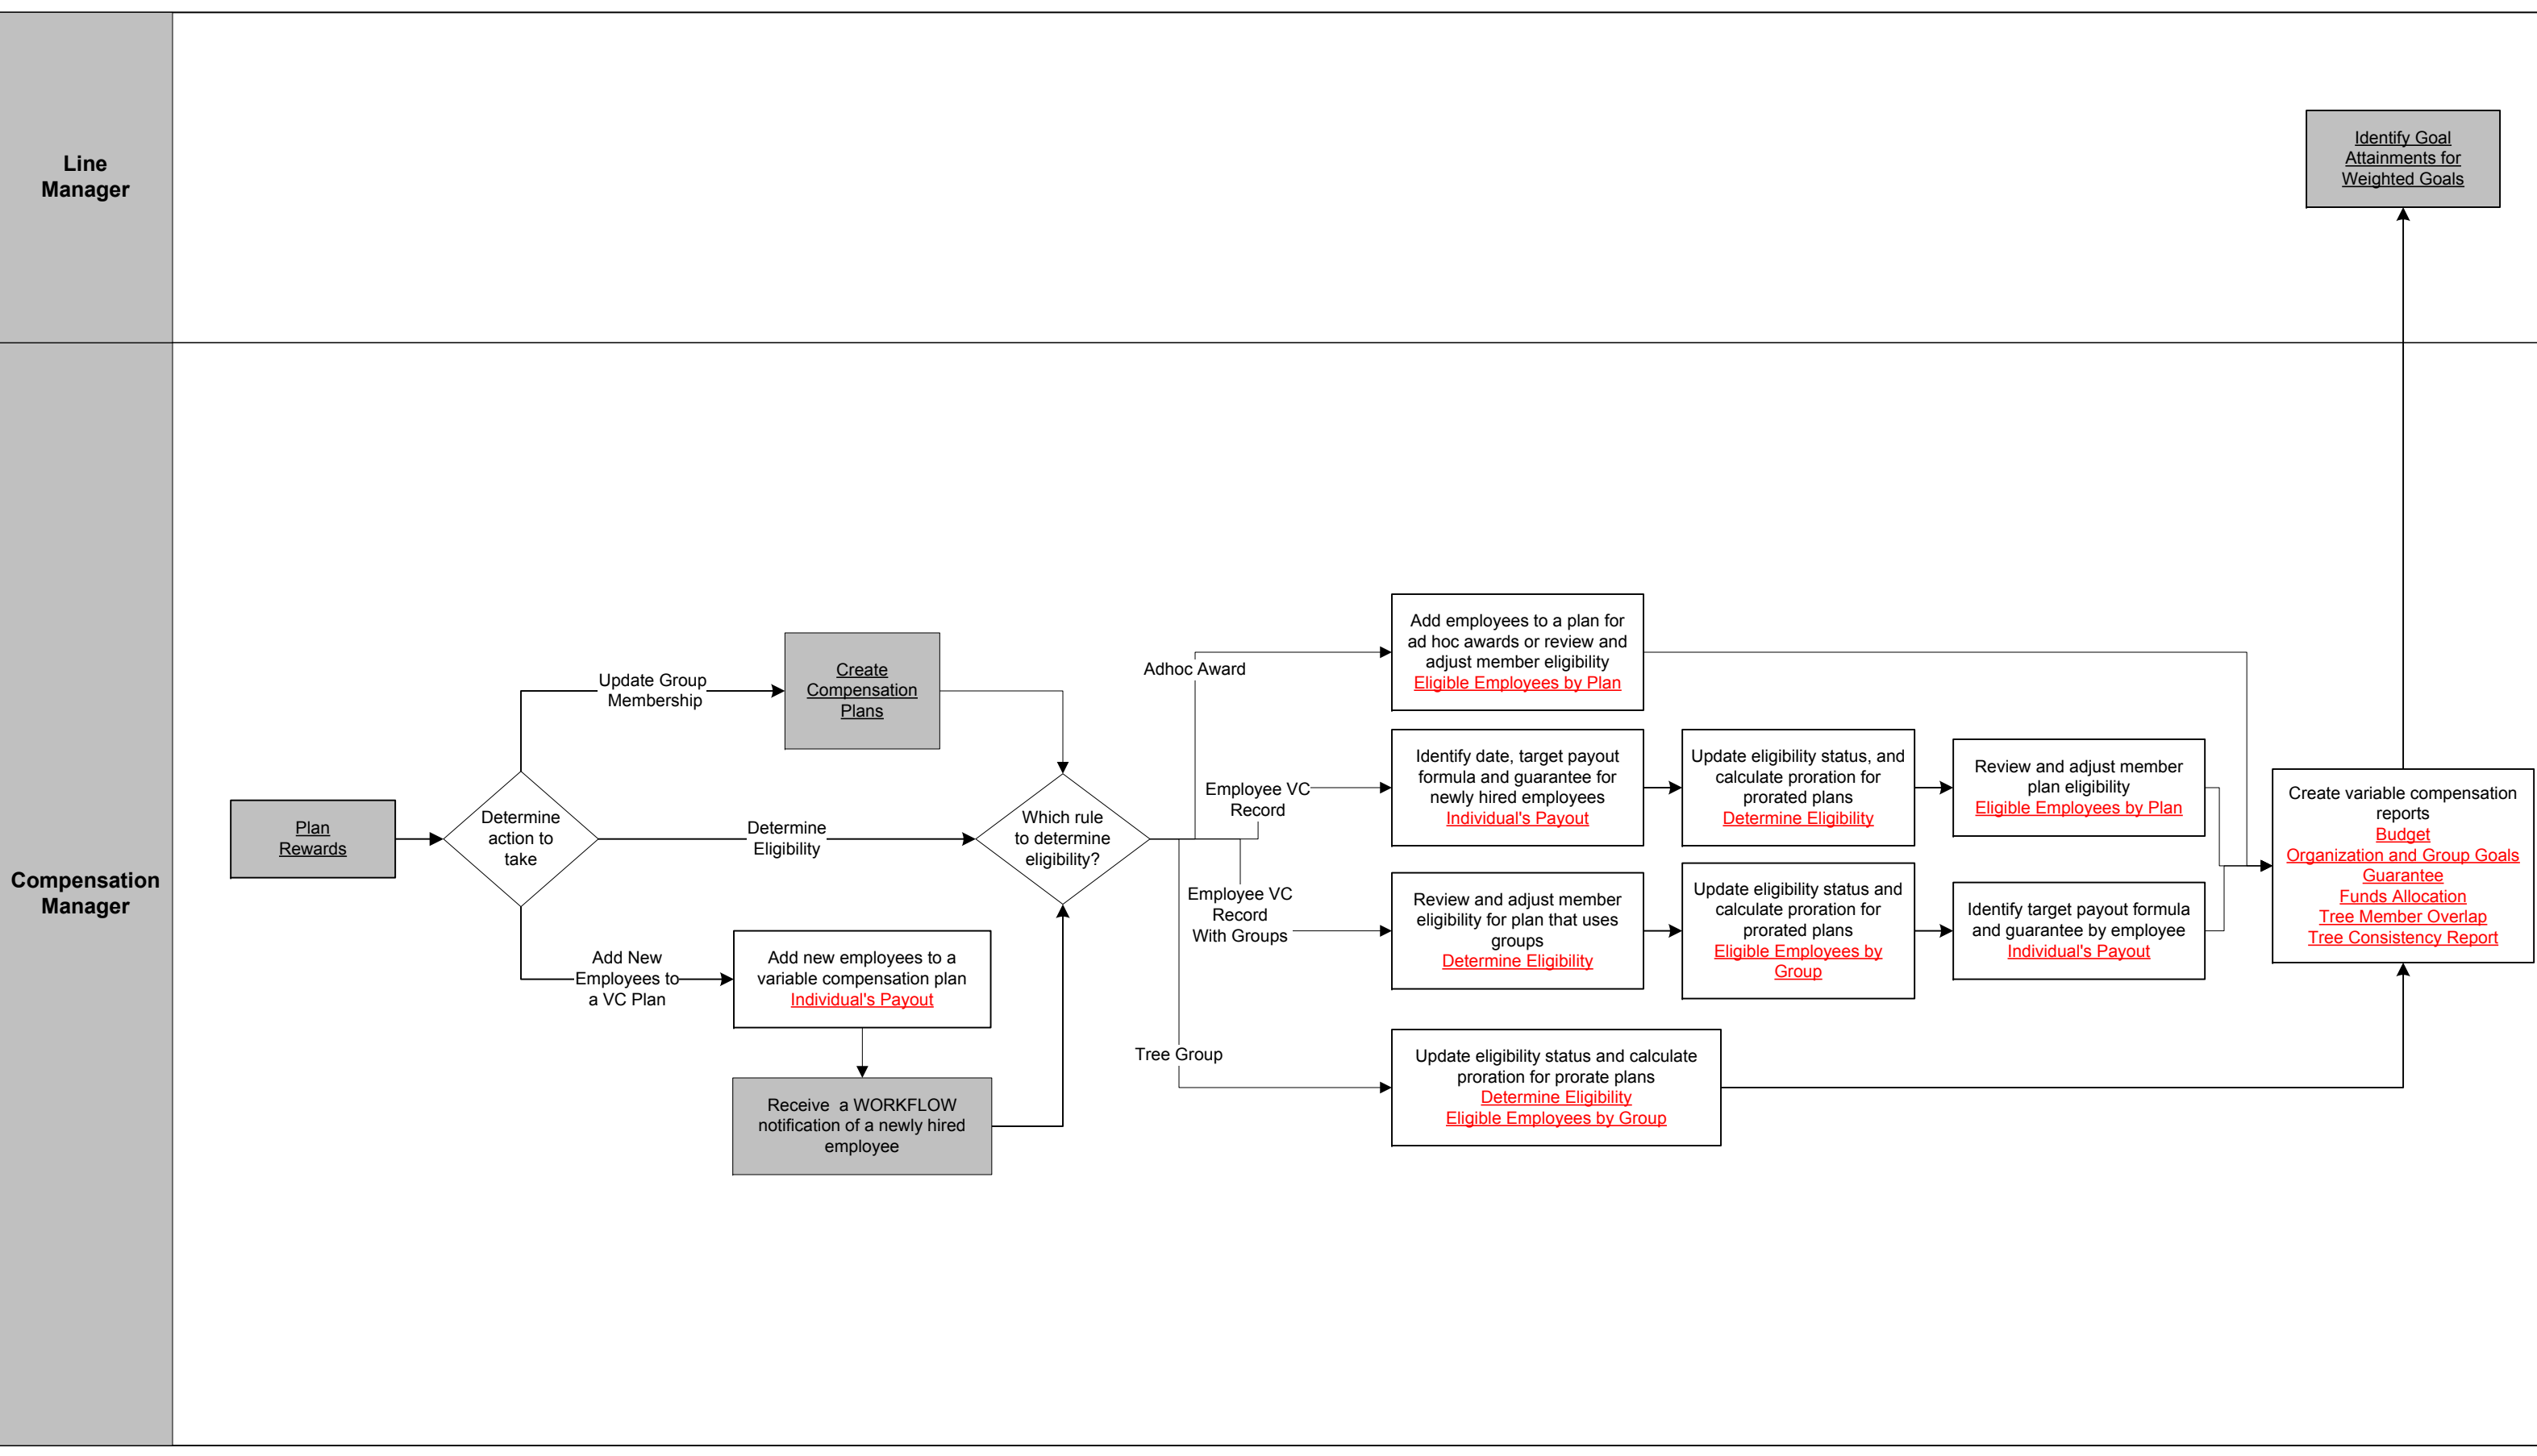 Line
Manager
Identify Goal
Attainments for
Weighted Goals
Compensation
Manager
Plan
Rewards
Determine
action to
take
Update Group
Membership
Create
Compensation
Plans
Determine
Eligibility
Add New
Employees to
a VC Plan
Add new employees to a
variable compensation plan
Individual's Payout
Receive a WORKFLOW
notification of a newly hired
employee
Which rule
to determine
eligibility?
Adhoc Award
Add employees to a plan for
ad hoc awards or review and
adjust member eligibility
Eligible Employees by Plan
Employee VC
Record
Identify date, target payout
formula and guarantee for
newly hired employees
Individual's Payout
Update eligibility status, and
calculate proration for
prorated plans
Determine Eligibility
Review and adjust member
plan eligibility
Eligible Employees by Plan
Employee VC
Record
With Groups
Review and adjust member
eligibility for plan that uses
groups
Determine Eligibility
Update eligibility status and
calculate proration for
prorated plans
Eligible Employees by
Group
Identify target payout formula
and guarantee by employee
Individual's Payout
Tree Group
Update eligibility status and calculate
proration for prorate plans
Determine Eligibility
Eligible Employees by Group
Create variable compensation
reports
Budget
Organization and Group Goals
Guarantee
Funds Allocation
Tree Member Overlap
Tree Consistency Report